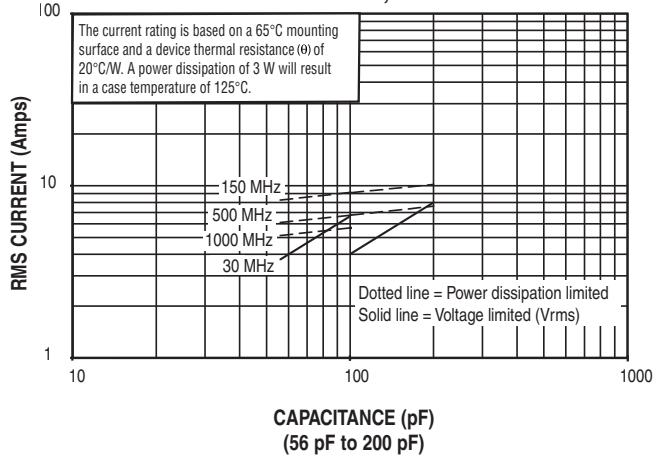 100
The current rating is based on a 65°C mounting
surface and a device thermal resistance (θ) of
20°C/W. A power dissipation of 3 W will result
in a case temperature of 125°C.
RMS CURRENT (Amps)
10
150 MHz
500 MHz
1000 MHz
30 MHz
Dotted line = Power dissipation limited
Solid line = Voltage limited (Vrms)
1
10
100
1000
CAPACITANCE (pF)
(56 pF to 200 pF)